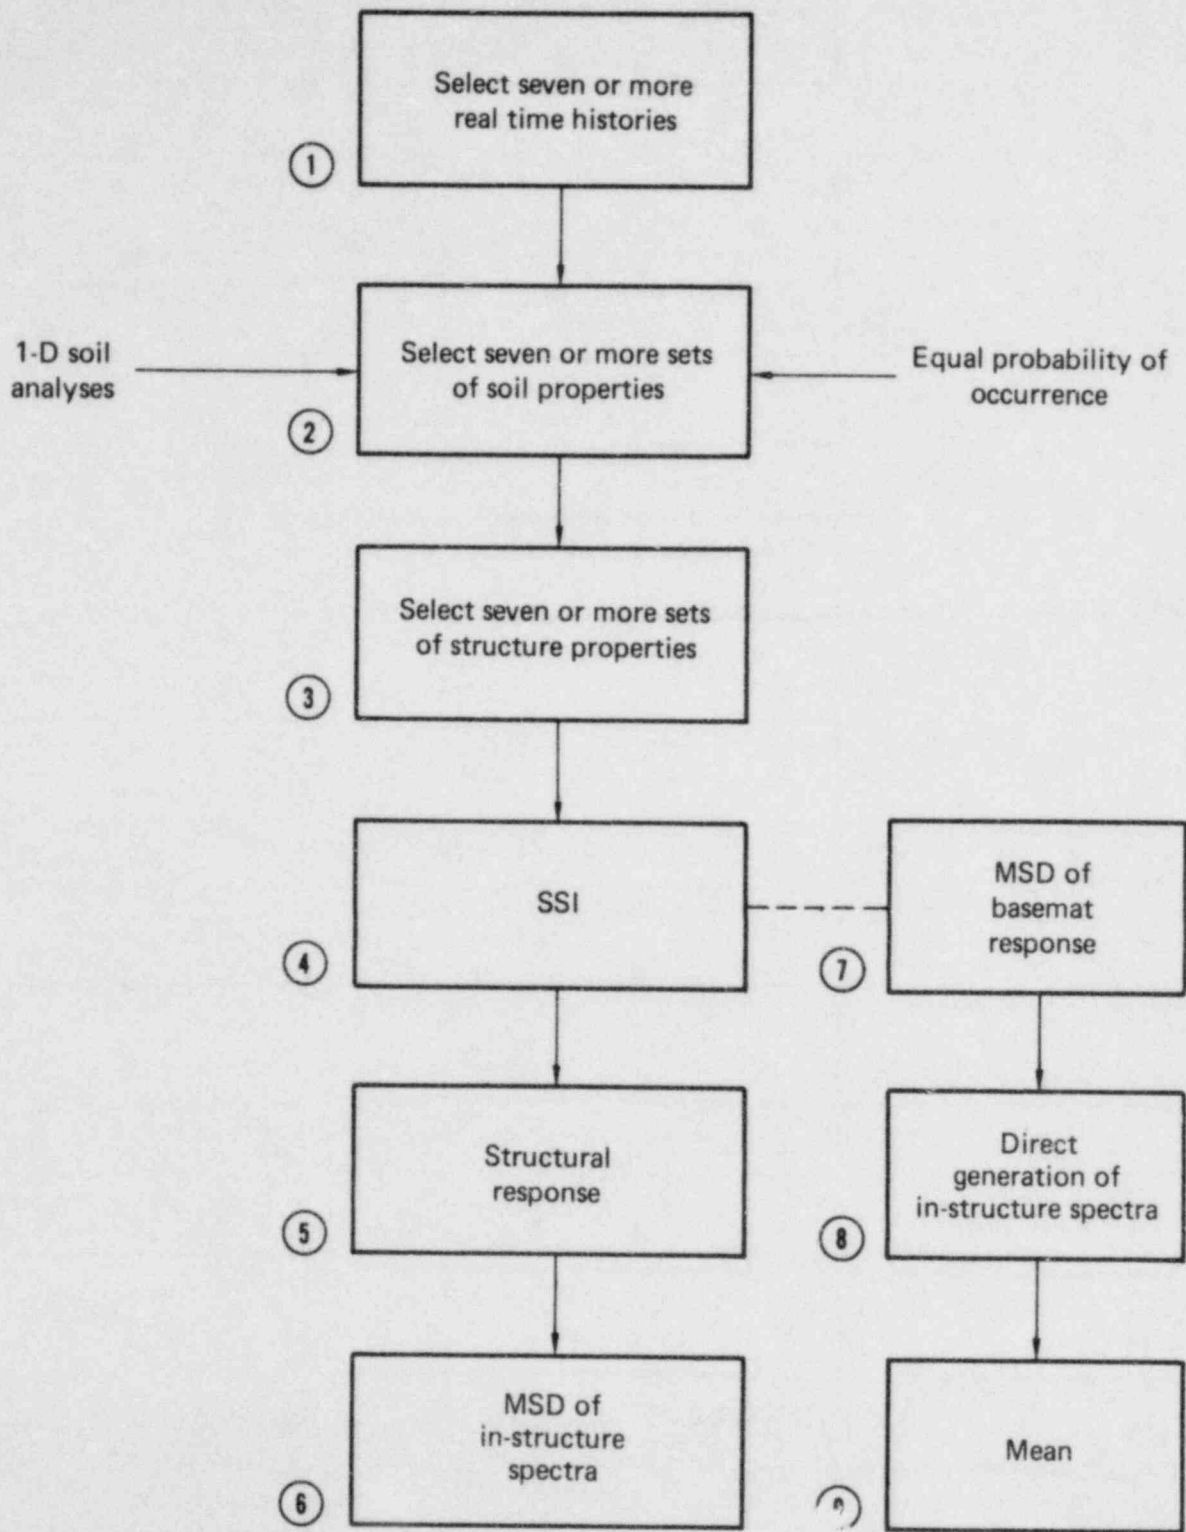 Select seven or more
real time histories
1
1-D soil
analyses
Select seven or more sets
of soil properties
Equal probability of
occurrence
2
Select seven or more sets
of structure properties
3
SSI
4
MSD of
basemat
response
7
Structural
response
5
Direct
generation of
in-structure spectra
8
MSD of
in-structure
spectra
6
Mean